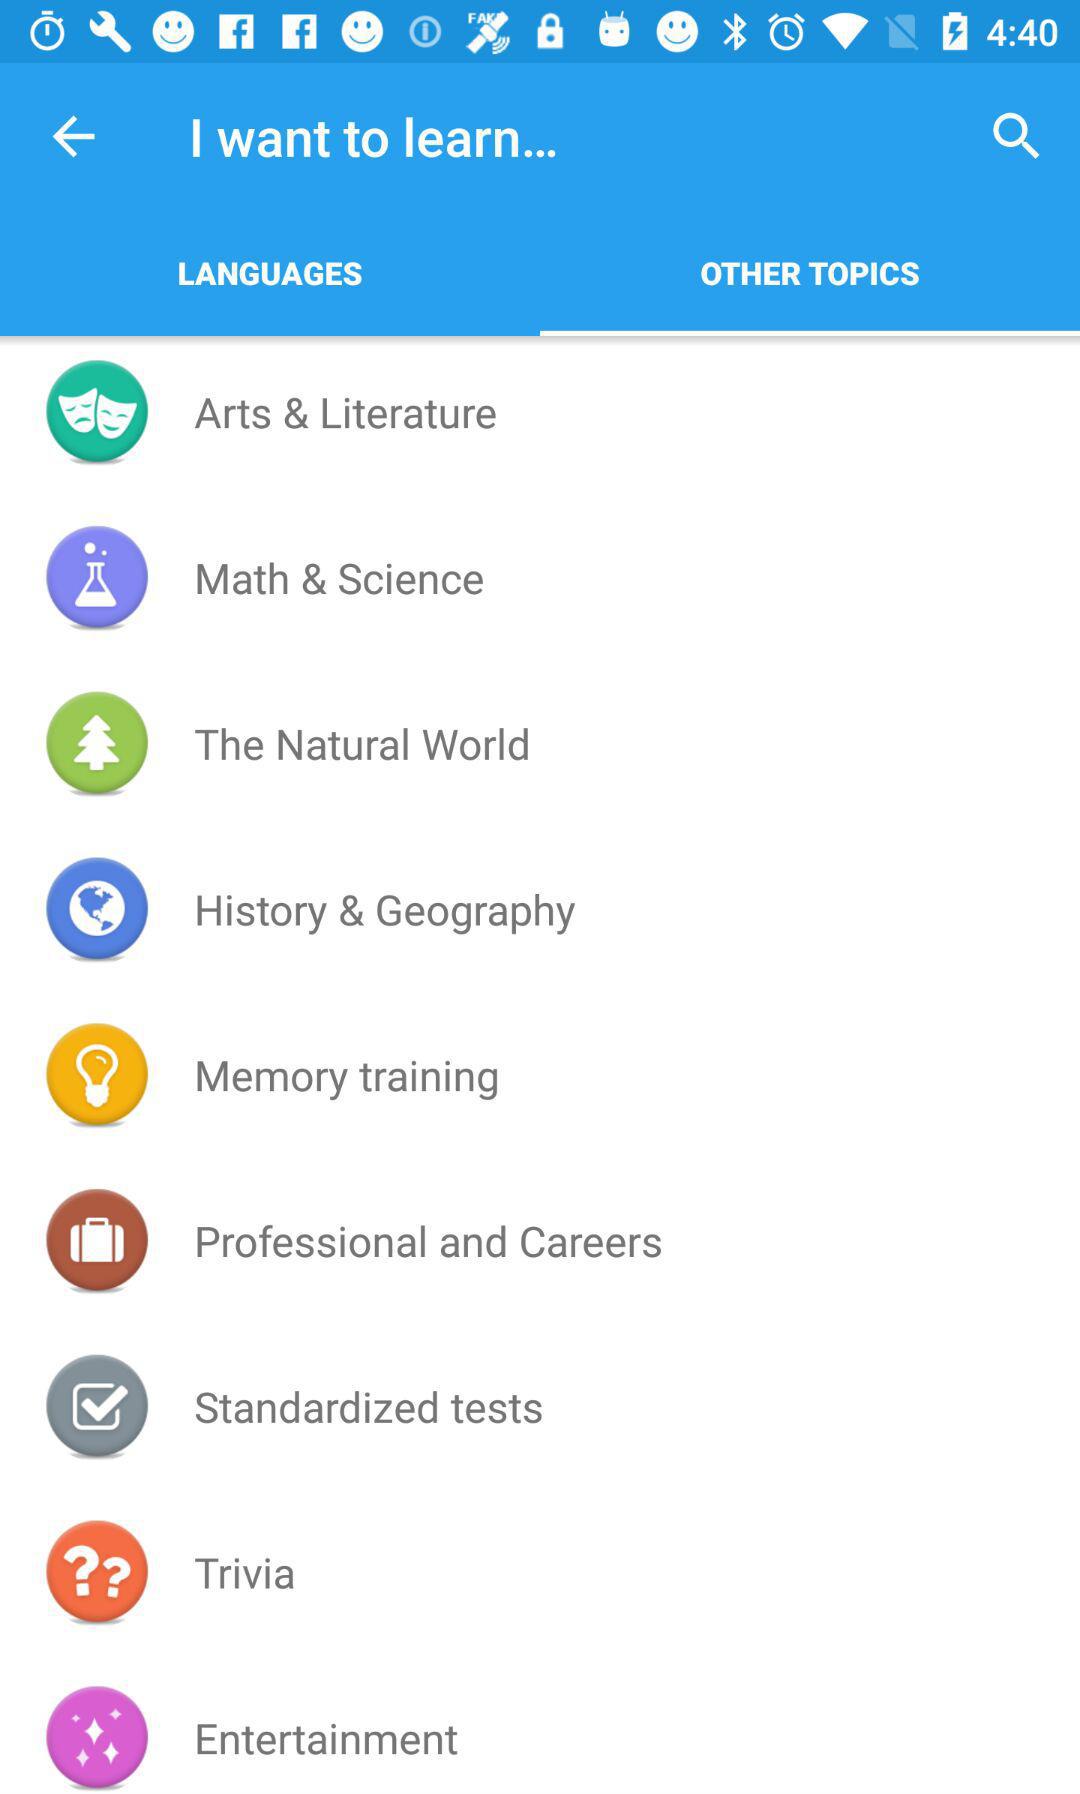 FAKE
4:40
I want to learn...
LANGUAGES
OTHER TOPICS
Arts & Literature
Math & Science
The Natural World
History & Geography
Memory training
Professional and Careers
Standardized tests
Trivia
Entertainment